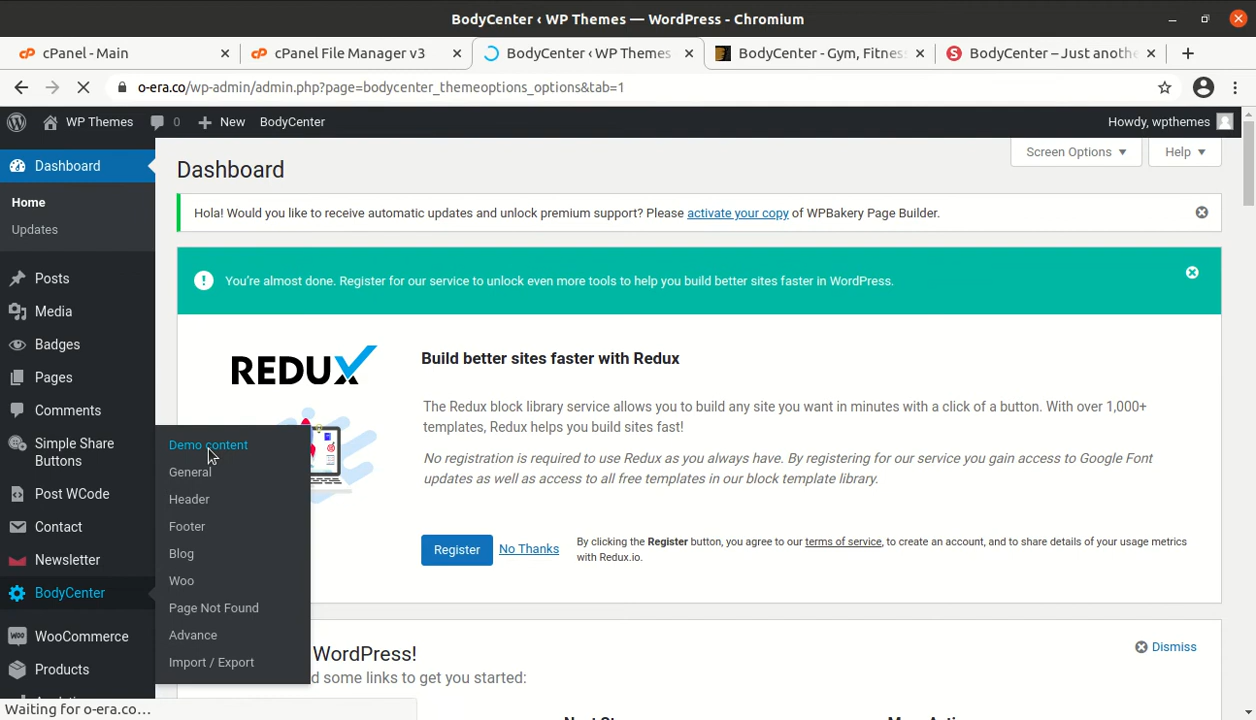 BodyCenter ‹ WP Themes — WordPress - Chromium
cPanel - Main
cPanel File Manager v3
BodyCenter ‹ WP Themes
BodyCenter - Gym, Fitness
BodyCenter – Just anothe
o-era.co/wp-admin/admin.php?page=bodycenter_themeoptions_options&tab=1
WP Themes
0
New
BodyCenter
Howdy, wpthemes
Dashboard
Home
Updates
Posts
Media
Badges
Pages
Comments
Simple Share
Buttons
Post WCode
Contact
Newsletter
BodyCenter
WooCommerce
Products
Demo content
General
Header
Footer
Blog
Woo
Page Not Found
Advance
Import / Export
Dashboard
Screen Options
Help
Hola! Would you like to receive automatic updates and unlock premium support? Please activate your copy of WPBakery Page Builder.
You're almost done. Register for our service to unlock even more tools to help you build better sites faster in WordPress.
REDUX
Build better sites faster with Redux
The Redux block library service allows you to build any site you want in minutes with a click of a button. With over 1,000+
templates, Redux helps you build sites fast!
No registration is required to use Redux as you always have. By registering for our service you gain access to Google Font
updates as well as access to all free templates in our block template library.
Register
No Thanks
By clicking the Register button, you agree to our terms of service, to create an account, and to share details of your usage metrics
with Redux.io.
WordPress!
Dismiss
d some links to get you started:
Waiting for o-era.co...